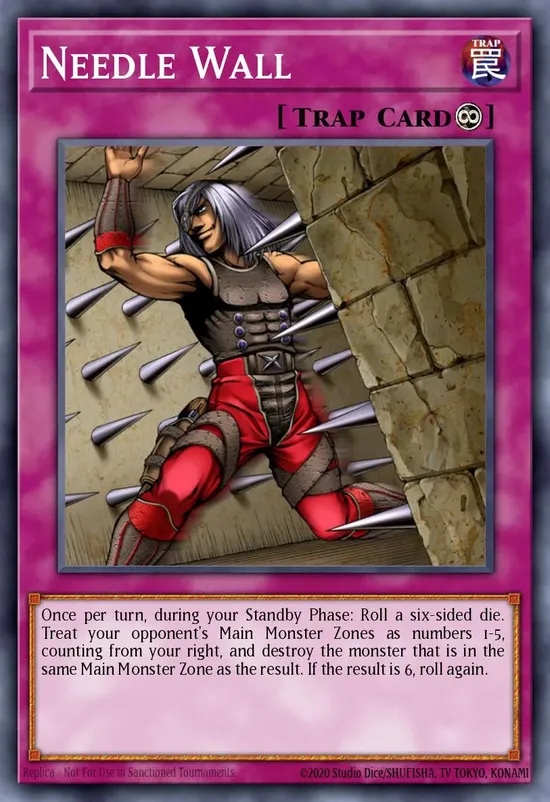 Needle Wall
TRAP
罠
[ Trap Card ]
Once per turn, during your Standby Phase: Roll a six-sided die.
Treat your opponent's Main Monster Zones as numbers 1-5,
counting from your right, and destroy the monster that is in the
same Main Monster Zone as the result. If the result is 6, roll again.
Replica - Not For Use in Sanctioned Tournaments
©2020 Studio Dice/SHUEISHA, TV TOKYO, KONAMI